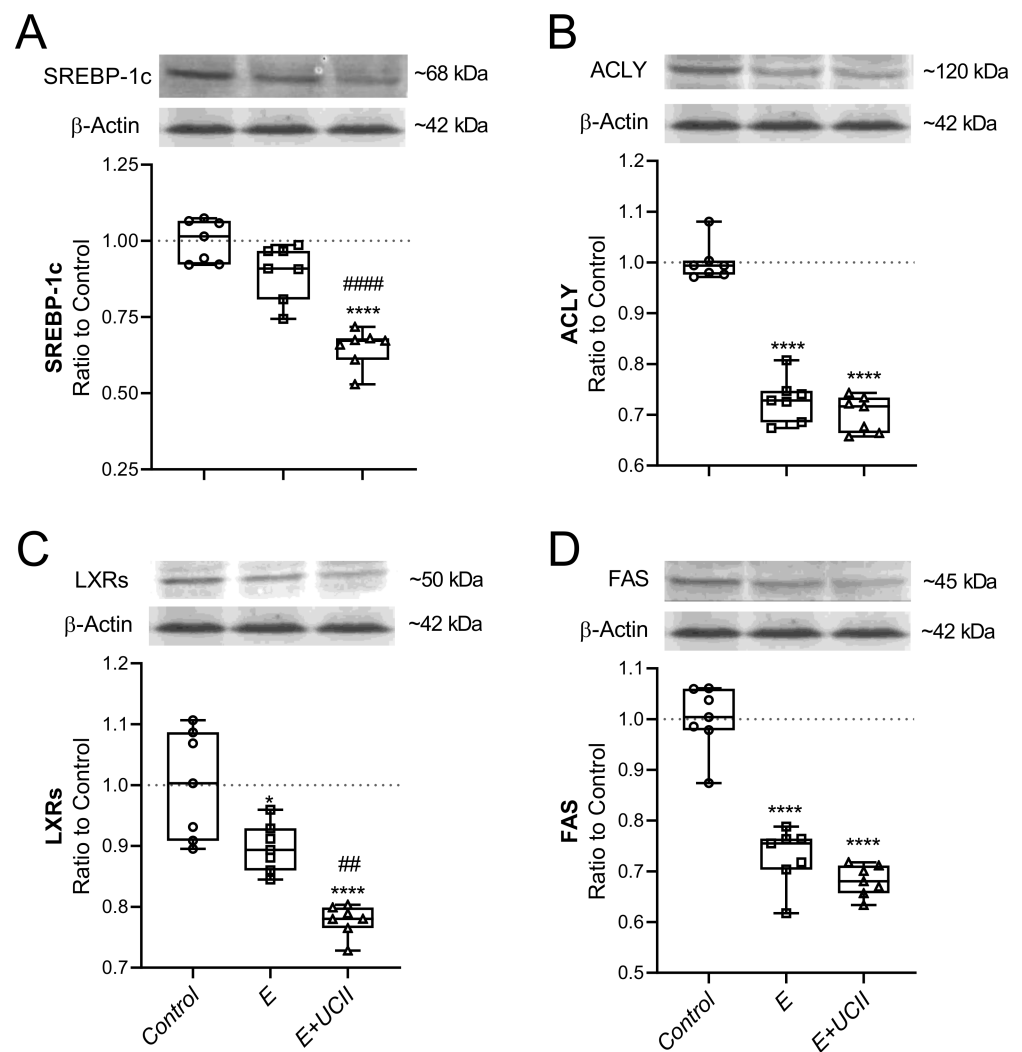 A
SREBP-1c
~68 kDa
β-Actin
~42 kDa
1.25
1.00
0.75
0.50
0.25
SREBP-1c
Ratio to Control
####
****
B
ACLY
~120 kDa
β-Actin
~42 kDa
1.2
1.1
1.0
0.9
0.8
0.7
0.6
ACLY
Ratio to Control
****
****
C
LXRs
~50 kDa
β-Actin
~42 kDa
1.2
1.1
1.0
0.9
0.8
0.7
LXRs
Ratio to Control
*
##
****
Control
E
E+UCII
D
FAS
~45 kDa
β-Actin
~42 kDa
1.1
1.0
0.9
0.8
0.7
0.6
0.5
FAS
Ratio to Control
****
****
Control
E
E+UCII